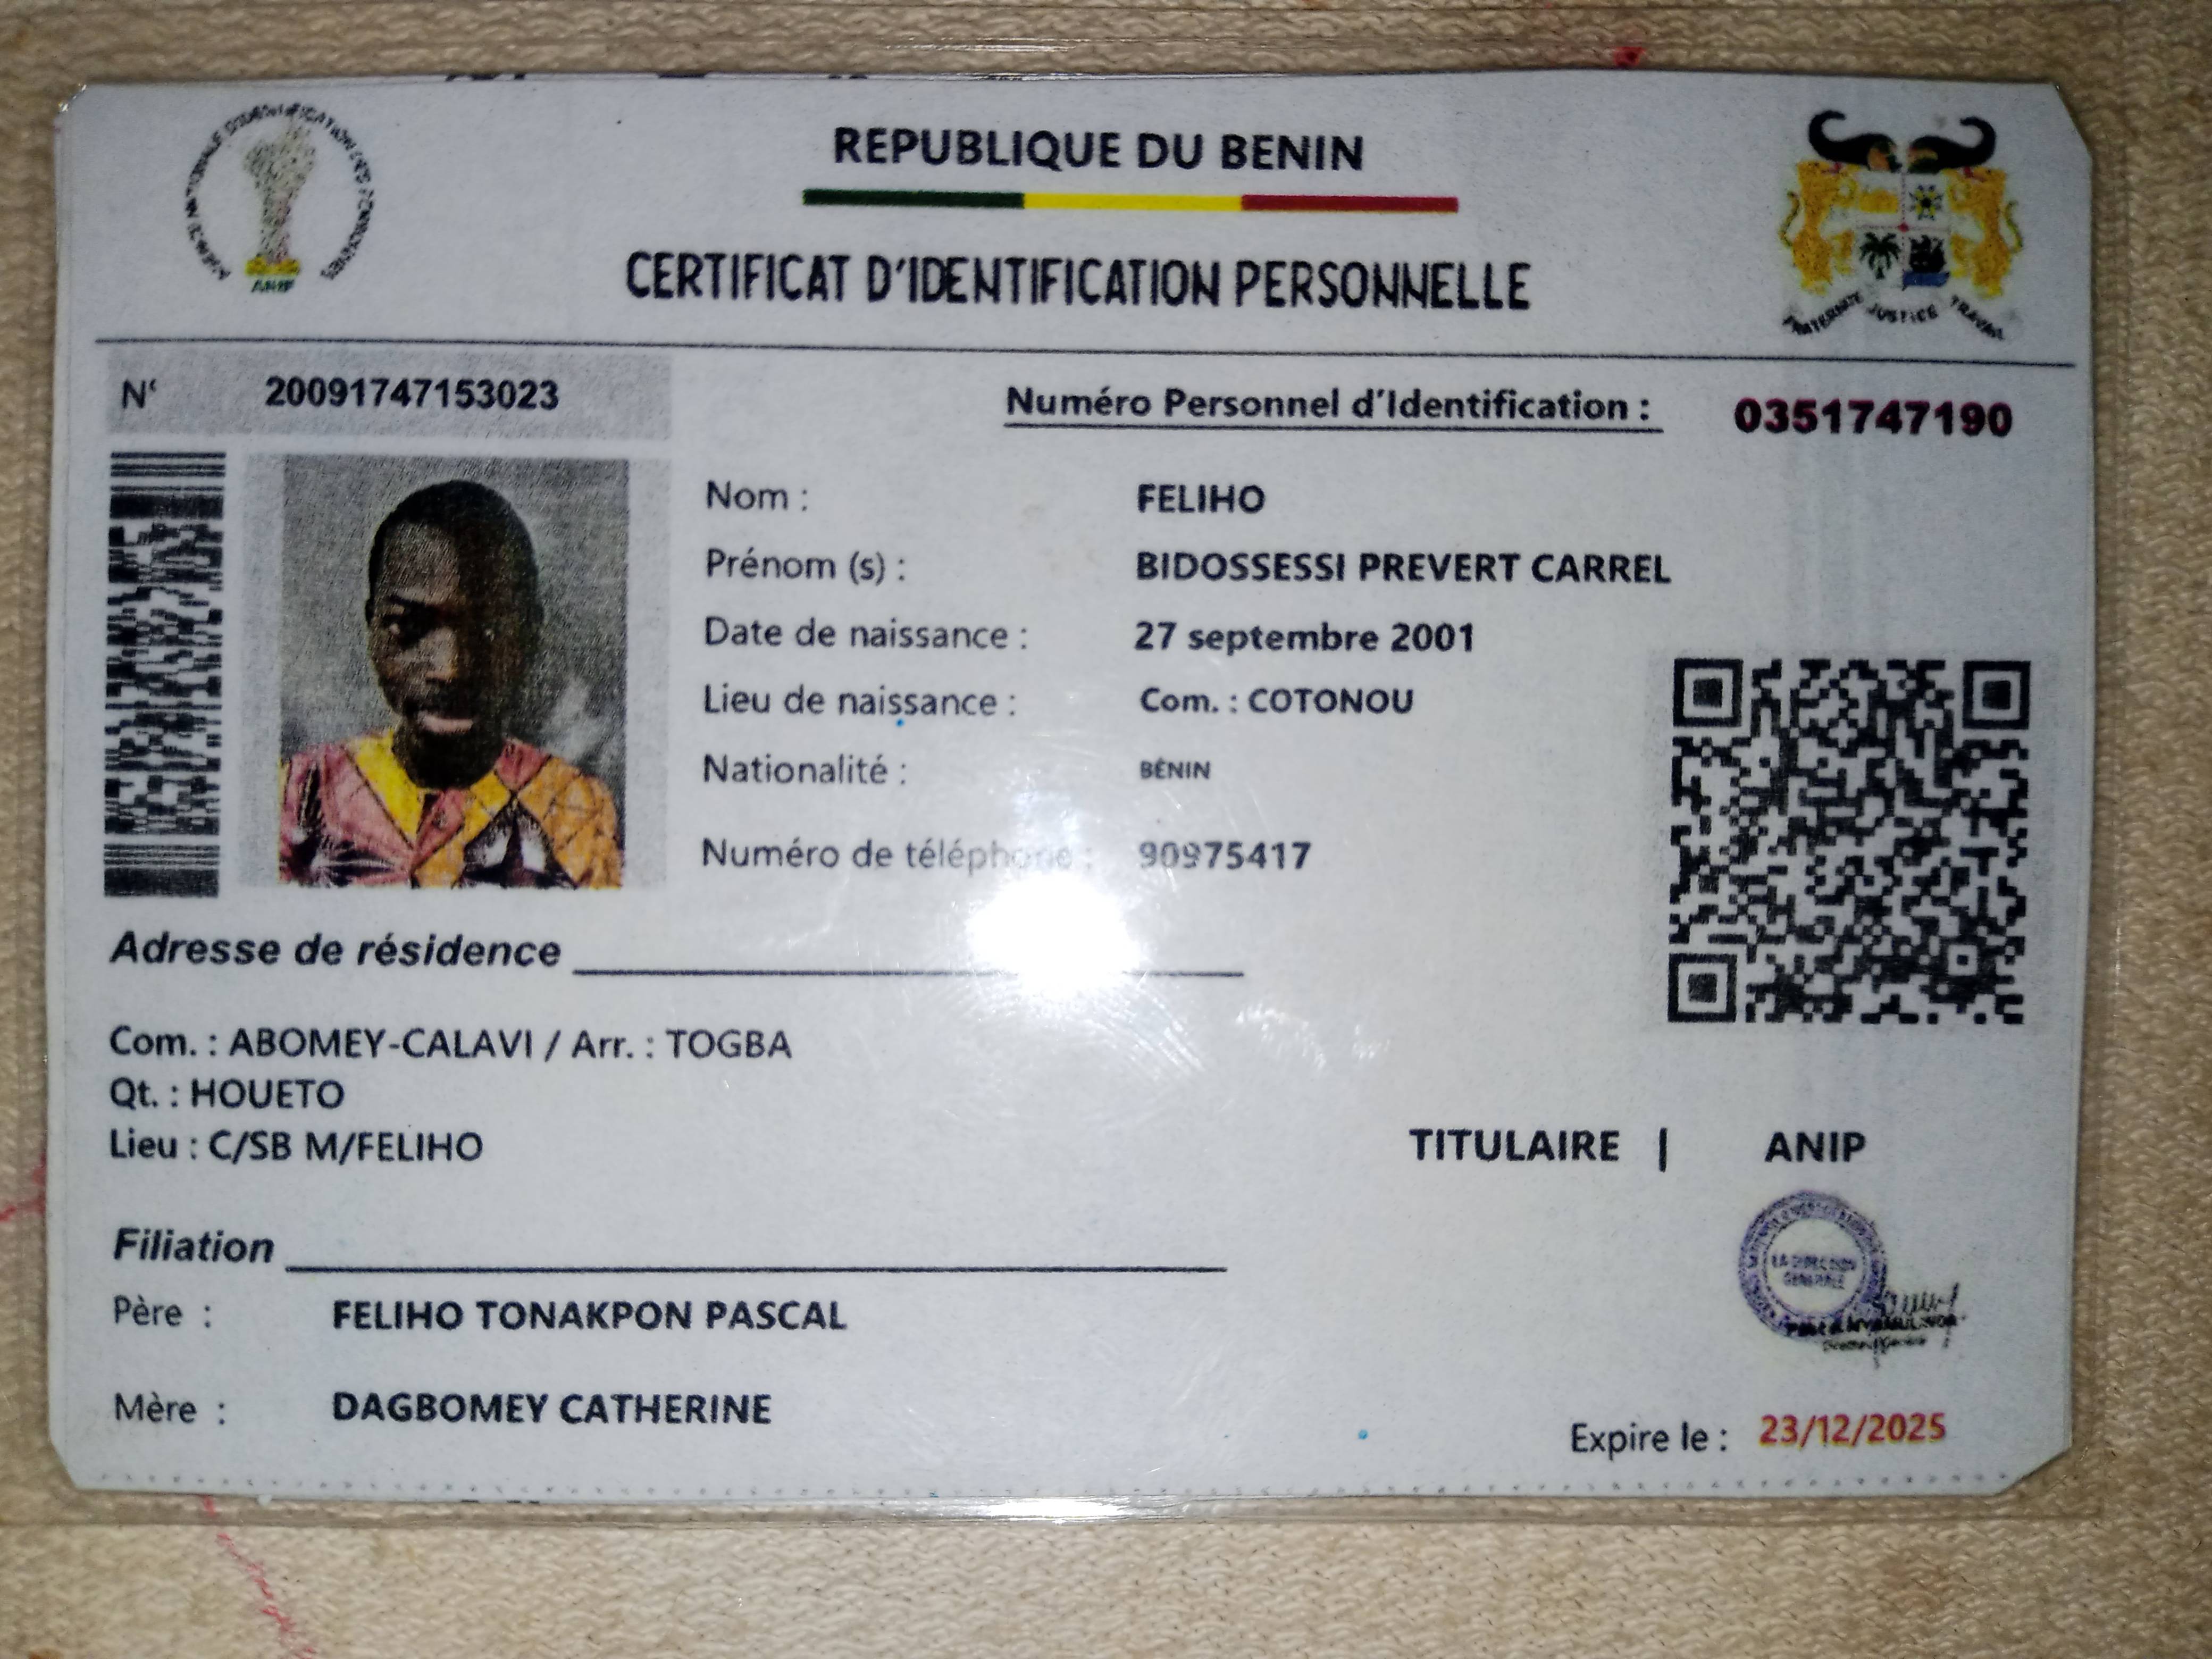 AGENCE NATIONALE D'IDENTIFICATION DES PERSONNES
ANIP
REPUBLIQUE DU BENIN
CERTIFICAT D'IDENTIFICATION PERSONNELLE
FRATERNITE JUSTICE TRAVAIL
N° 20091747153023
Numéro Personnel d'Identification : 0351747190
Nom : FELIHO
Prénom (s) : BIDOSSESSI PREVERT CARREL
Date de naissance : 27 septembre 2001
Lieu de naissance : Com. : COTONOU
Nationalité : BÉNIN
Numéro de téléphone : 90975417
Adresse de résidence
Com. : ABOMEY-CALAVI / Arr. : TOGBA
Qt. : HOUETO
Lieu : C/SB M/FELIHO
TITULAIRE | ANIP
LA DIRECTION
GENERALE
Filiation
Père : FELIHO TONAKPON PASCAL
Mère : DAGBOMEY CATHERINE
Expire le : 23/12/2025